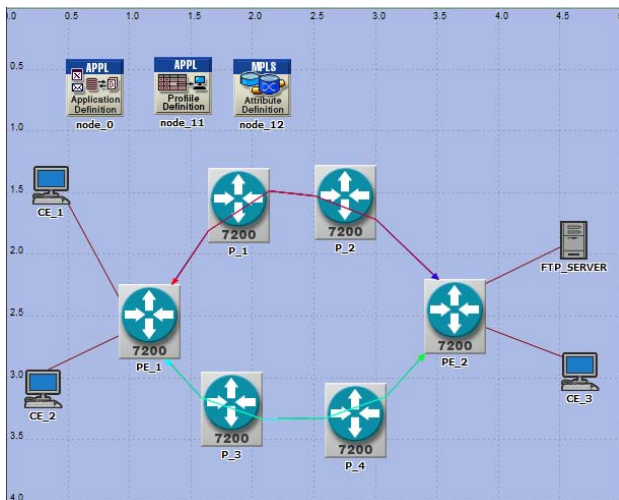 0.0 0.5 1.0 1.5 2.0 2.5 3.0 3.5 4.0 4.5 5.0
0.5
APPL APPL MPLS
Application Profile Attribute
Definition Definition Definition
node_0 node_11 node_12
1.0
1.5
7200 7200
CE_1 P_1 P_2
2.0
FTP_SERVER
2.5
7200 7200
PE_1 PE_2
3.0
CE_2 CE_3
7200 7200
3.5
P_3 P_4
4.0